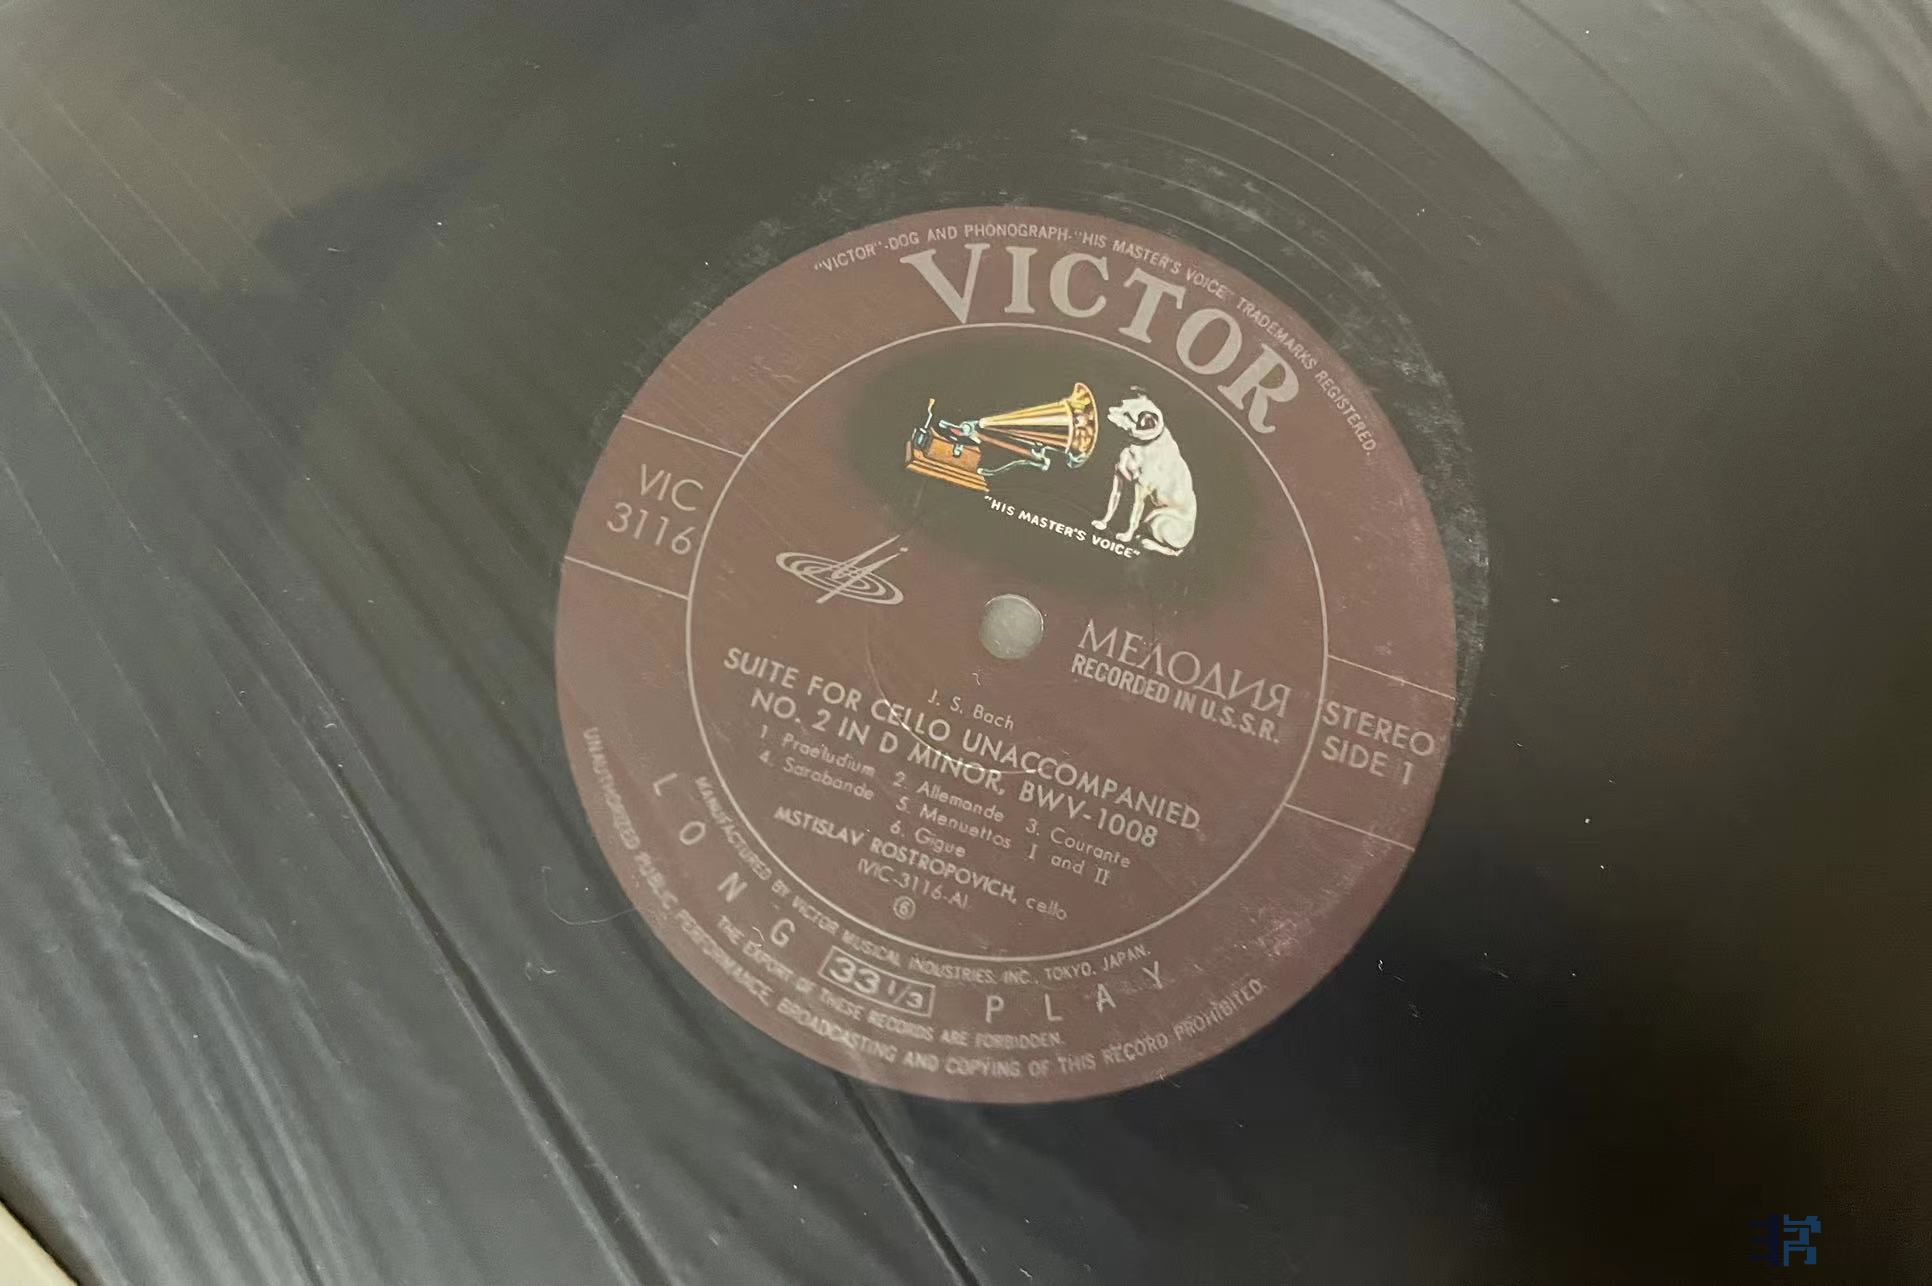 "VICTOR"-DOG AND PHONOGRAPH-"HIS MASTER'S VOICE" TRADEMARKS REGISTERED.
VICTOR
"HIS MASTER'S VOICE"
VIC
3116
МЕЛОДИЯ
RECORDED IN U.S.S.R.
STEREO
SIDE 1
J. S. Bach
SUITE FOR CELLO UNACCOMPANIED
NO. 2 IN D MINOR, BWV-1008
1. Praeludium 2. Allemande 3. Courante
4. Sarabande 5. Menuettos I and II
6. Gigue
MSTISLAV ROSTROPOVICH, cello
(VIC-3116-A)
⑥
MANUFACTURED BY VICTOR MUSICAL INDUSTRIES, INC., TOKYO, JAPAN.
LONG 33 1/3 PLAY
THE EXPORT OF THESE RECORDS ARE FORBIDDEN.
UNAUTHORIZED PUBLIC PERFORMANCE, BROADCASTING AND COPYING OF THIS RECORD PROHIBITED.